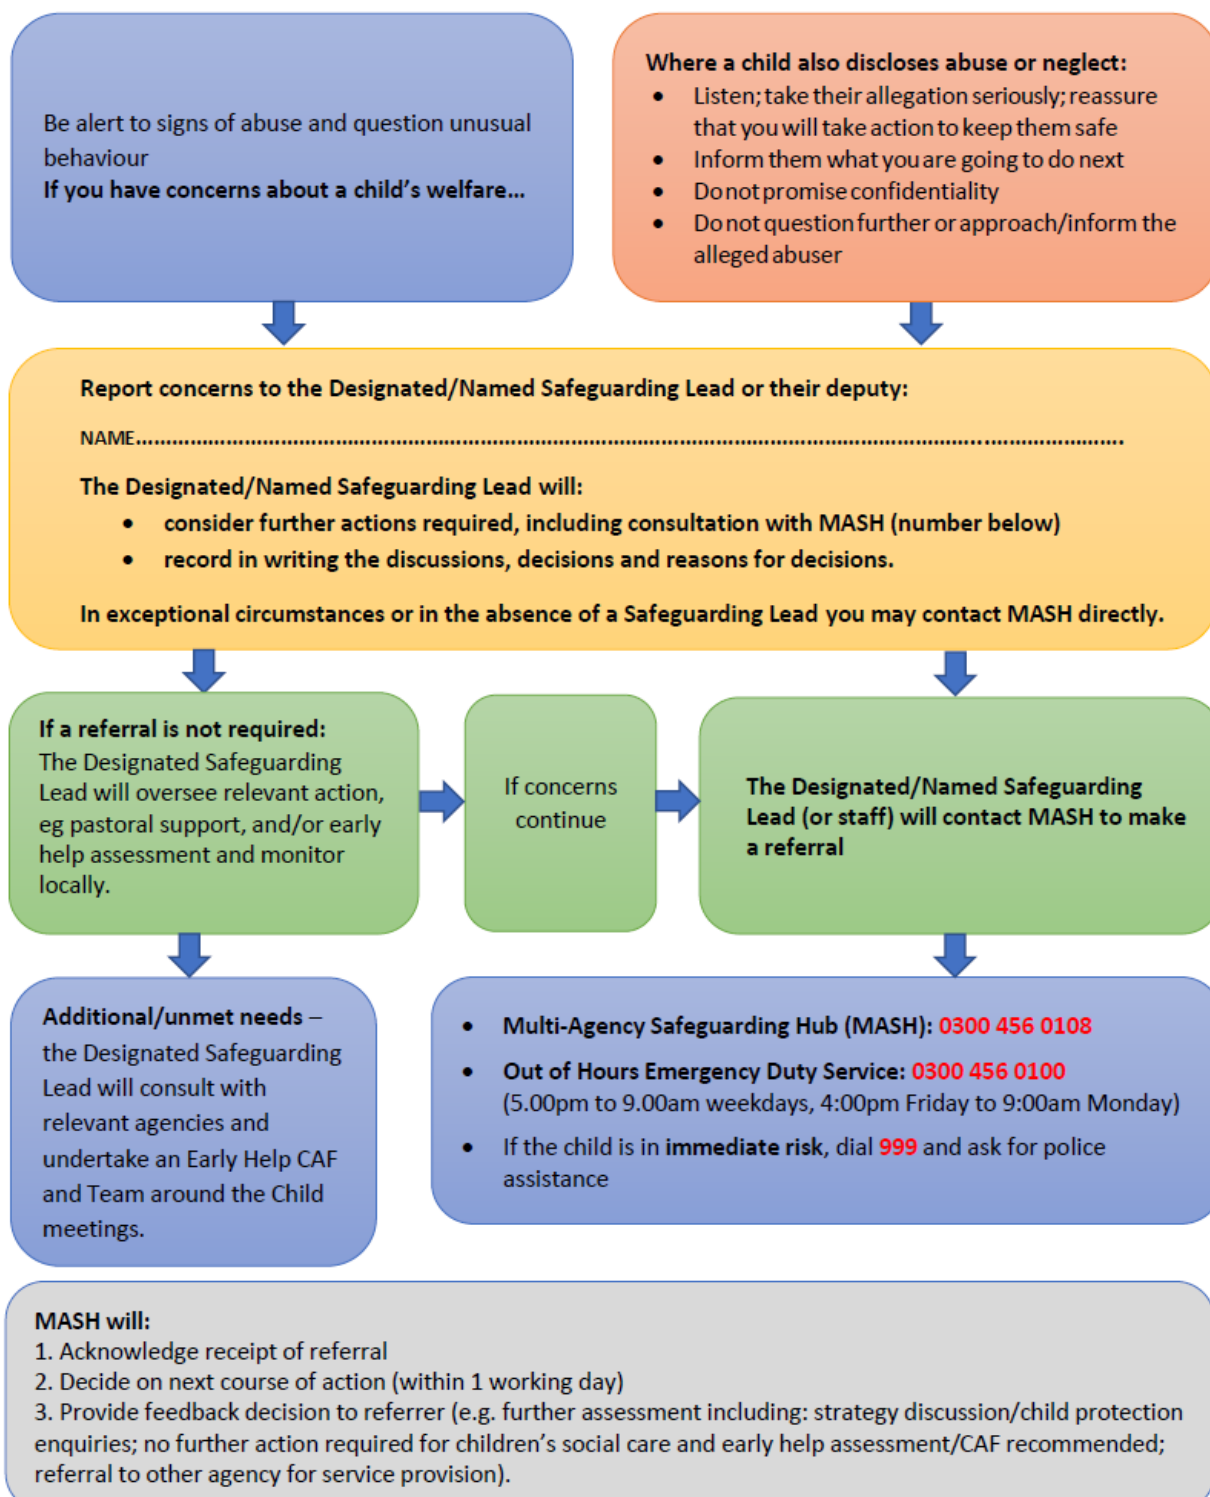 Be alert to signs of abuse and question unusual
behaviour
If you have concerns about a child's welfare...
Where a child also discloses abuse or neglect:
• Listen; take their allegation seriously; reassure
that you will take action to keep them safe
• Inform them what you are going to do next
• Do not promise confidentiality
• Do not question further or approach/inform the
alleged abuser
Report concerns to the Designated/Named Safeguarding Lead or their deputy:
NAME…………………………………………………………………………………………………………………………………………………….
The Designated/Named Safeguarding Lead will:
• consider further actions required, including consultation with MASH (number below)
• record in writing the discussions, decisions and reasons for decisions.
In exceptional circumstances or in the absence of a Safeguarding Lead you may contact MASH directly.
If a referral is not required:
The Designated Safeguarding
Lead will oversee relevant action,
eg pastoral support, and/or early
help assessment and monitor
locally.
If concerns
continue
The Designated/Named Safeguarding
Lead (or staff) will contact MASH to make
a referral
Additional/unmet needs –
the Designated Safeguarding
Lead will consult with
relevant agencies and
undertake an Early Help CAF
and Team around the Child
meetings.
• Multi-Agency Safeguarding Hub (MASH): 0300 456 0108
• Out of Hours Emergency Duty Service: 0300 456 0100
(5.00pm to 9.00am weekdays, 4:00pm Friday to 9:00am Monday)
• If the child is in immediate risk, dial 999 and ask for police
assistance
MASH will:
1. Acknowledge receipt of referral
2. Decide on next course of action (within 1 working day)
3. Provide feedback decision to referrer (e.g. further assessment including: strategy discussion/child protection
enquiries; no further action required for children's social care and early help assessment/CAF recommended;
referral to other agency for service provision).